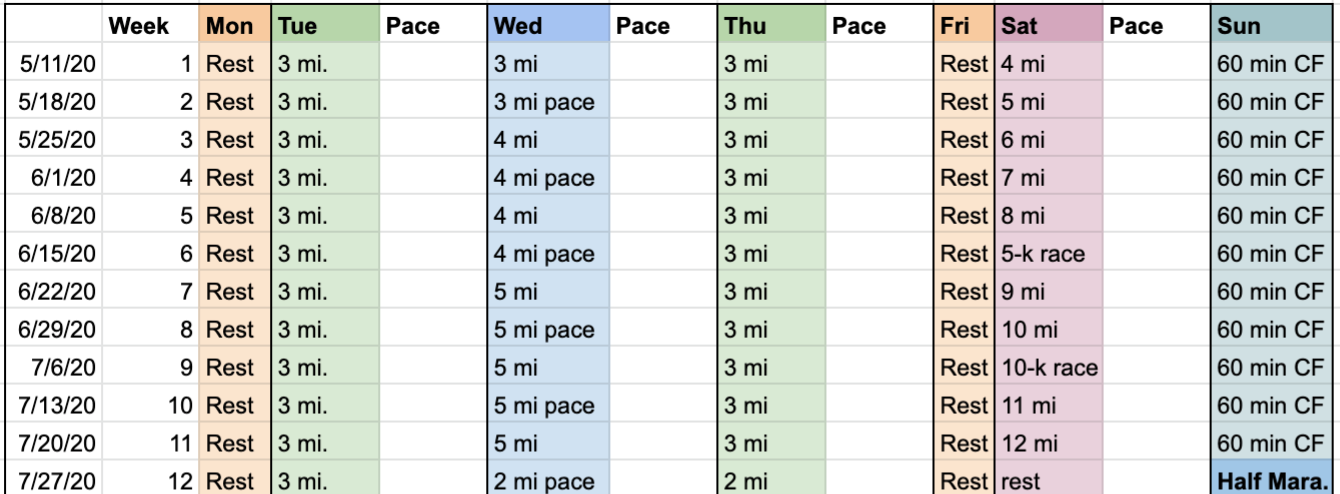 Week Mon Tue Pace Wed Pace Thu Pace Fri Sat Pace Sun
5/11/20 1 Rest 3 mi. 3 mi 3 mi Rest 4 mi 60 min CF
5/18/20 2 Rest 3 mi. 3 mi pace 3 mi Rest 5 mi 60 min CF
5/25/20 3 Rest 3 mi. 4 mi 3 mi Rest 6 mi 60 min CF
6/1/20 4 Rest 3 mi. 4 mi pace 3 mi Rest 7 mi 60 min CF
6/8/20 5 Rest 3 mi. 4 mi 3 mi Rest 8 mi 60 min CF
6/15/20 6 Rest 3 mi. 4 mi pace 3 mi Rest 5-k race 60 min CF
6/22/20 7 Rest 3 mi. 5 mi 3 mi Rest 9 mi 60 min CF
6/29/20 8 Rest 3 mi. 5 mi pace 3 mi Rest 10 mi 60 min CF
7/6/20 9 Rest 3 mi. 5 mi 3 mi Rest 10-k race 60 min CF
7/13/20 10 Rest 3 mi. 5 mi pace 3 mi Rest 11 mi 60 min CF
7/20/20 11 Rest 3 mi. 5 mi 3 mi Rest 12 mi 60 min CF
7/27/20 12 Rest 3 mi. 2 mi pace 2 mi Rest rest Half Mara.